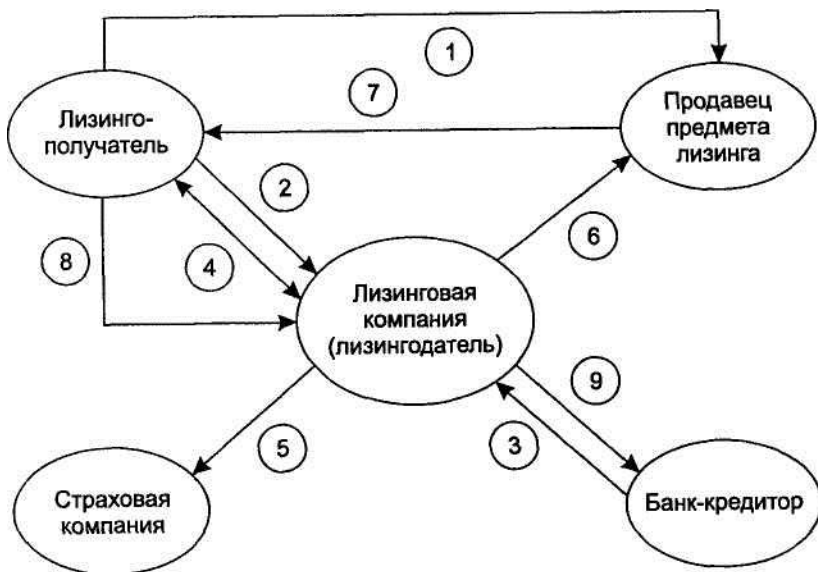 1
7
Лизинго-
получатель
Продавец
предмета
лизинга
2
6
8
4
Лизинговая
компания
(лизингодатель)
9
5
3
Страховая
компания
Банк-кредитор